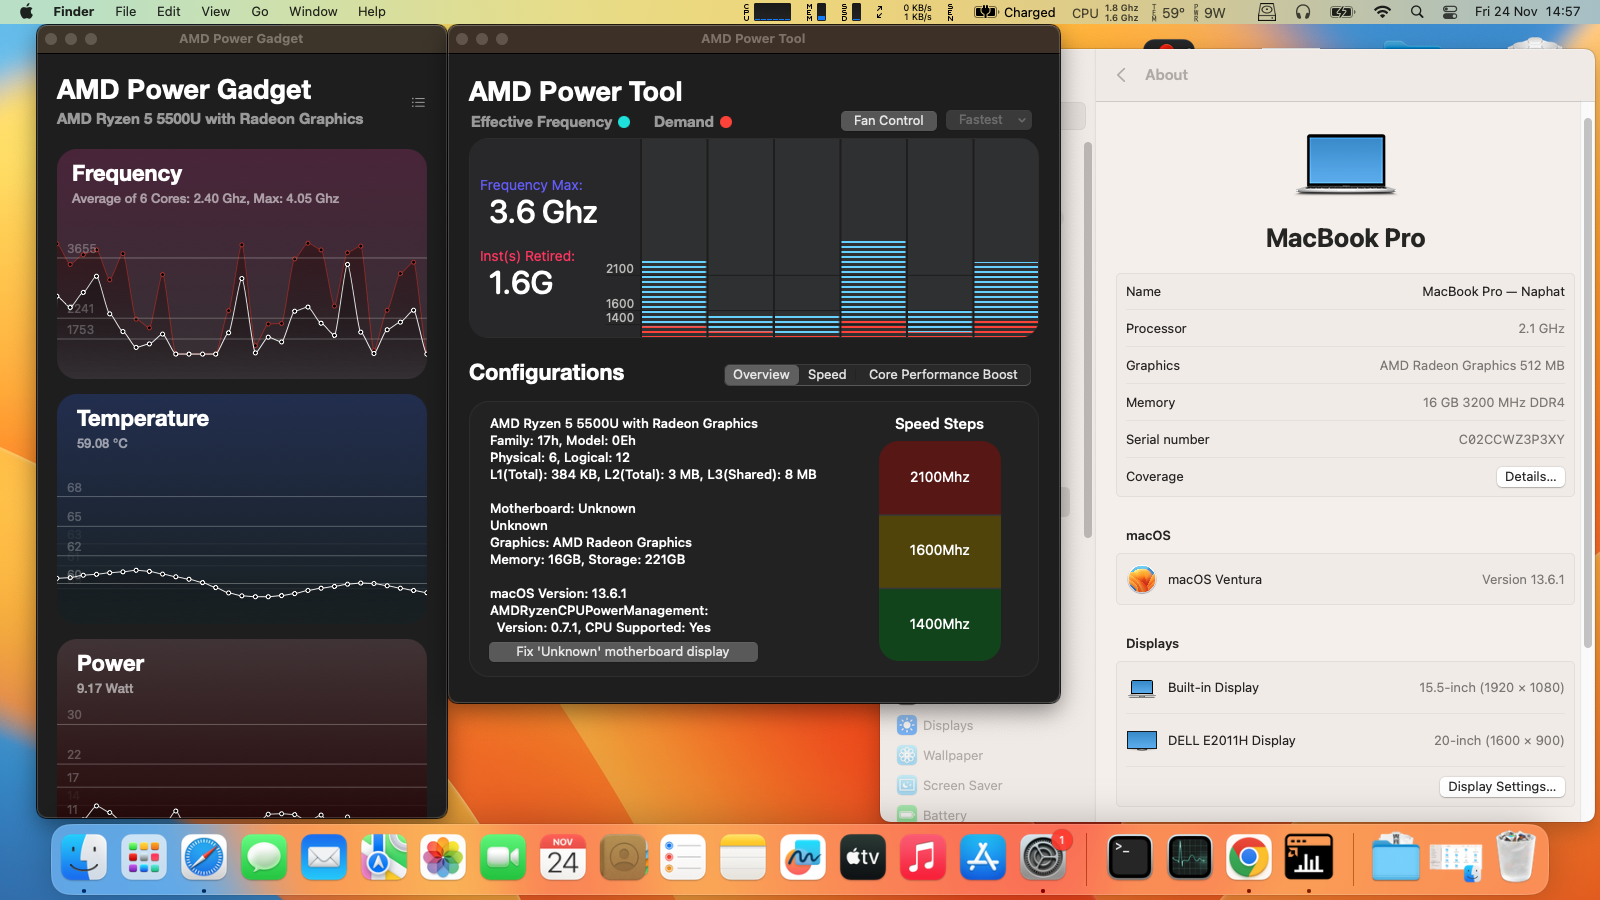 Finder File Edit View Go Window Help
CPU MEM SSD 0 KB/s 1 KB/s SEN Charged CPU 1.8 Ghz 1.6 Ghz TEM 59° PWR 9W Fri 24 Nov 14:57
AMD Power Gadget
AMD Power Gadget
AMD Ryzen 5 5500U with Radeon Graphics
Frequency
Average of 6 Cores: 2.40 Ghz, Max: 4.05 Ghz
3655
2241
1753
Temperature
59.08 °C
68
65
62
60
Power
9.17 Watt
30
22
17
14
11
AMD Power Tool
AMD Power Tool
Effective Frequency Demand Fan Control Fastest
Frequency Max:
3.6 Ghz
Inst(s) Retired:
1.6G
2100
1600
1400
Configurations Overview Speed Core Performance Boost
AMD Ryzen 5 5500U with Radeon Graphics
Family: 17h, Model: 0Eh
Physical: 6, Logical: 12
L1(Total): 384 KB, L2(Total): 3 MB, L3(Shared): 8 MB
Motherboard: Unknown
Unknown
Graphics: AMD Radeon Graphics
Memory: 16GB, Storage: 221GB
macOS Version: 13.6.1
AMDRyzenCPUPowerManagement:
Version: 0.7.1, CPU Supported: Yes
Fix 'Unknown' motherboard display
Speed Steps
2100Mhz
1600Mhz
1400Mhz
About
MacBook Pro
Name MacBook Pro — Naphat
Processor 2.1 GHz
Graphics AMD Radeon Graphics 512 MB
Memory 16 GB 3200 MHz DDR4
Serial number C02CCWZ3P3XY
Coverage Details...
macOS
macOS Ventura Version 13.6.1
Displays
Built-in Display 15.5-inch (1920 × 1080)
DELL E2011H Display 20-inch (1600 × 900)
Display Settings...
Displays
Wallpaper
Screen Saver
Battery
NOV
24
tv
1